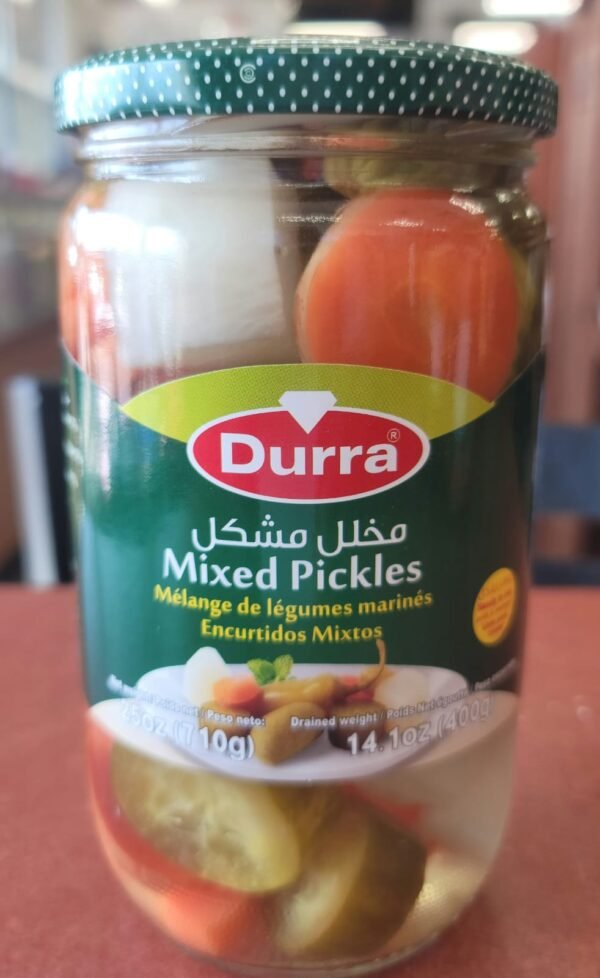 Durra®
مخلل مشكل
Mixed Pickles
Mélange de légumes marinés
Encurtidos Mixtos
Peso neto:
(710g)
Drained weight / Poids Net égoutté
14.1oz (400g)